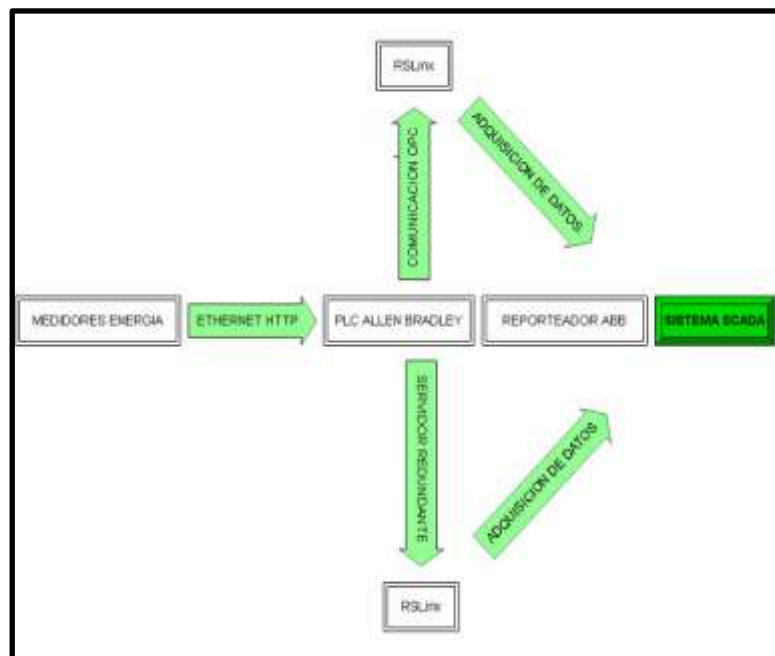 RSLinx
COMUNICACION OPC
ADQUISICION DE DATOS
MEDIDORES ENERGIA
ETHERNET HTTP
PLC ALLEN BRADLEY
REPORTEADOR ABB
SISTEMA SCADA
SERVIDOR REDUNDANTE
ADQUISICION DE DATOS
RSLinx